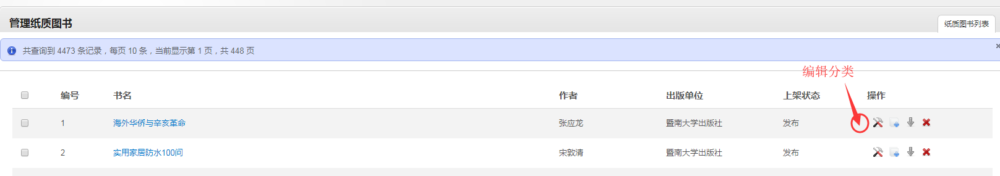 管理纸质图书
纸质图书列表
共查询到 4473 条记录，每页 10 条，当前显示第 1 页，共 448 页
编辑分类
编号 书名 作者 出版单位 上架状态 操作
1 海外华侨与辛亥革命 张应龙 暨南大学出版社 发布
2 实用家居防水100问 宋敦清 暨南大学出版社 发布